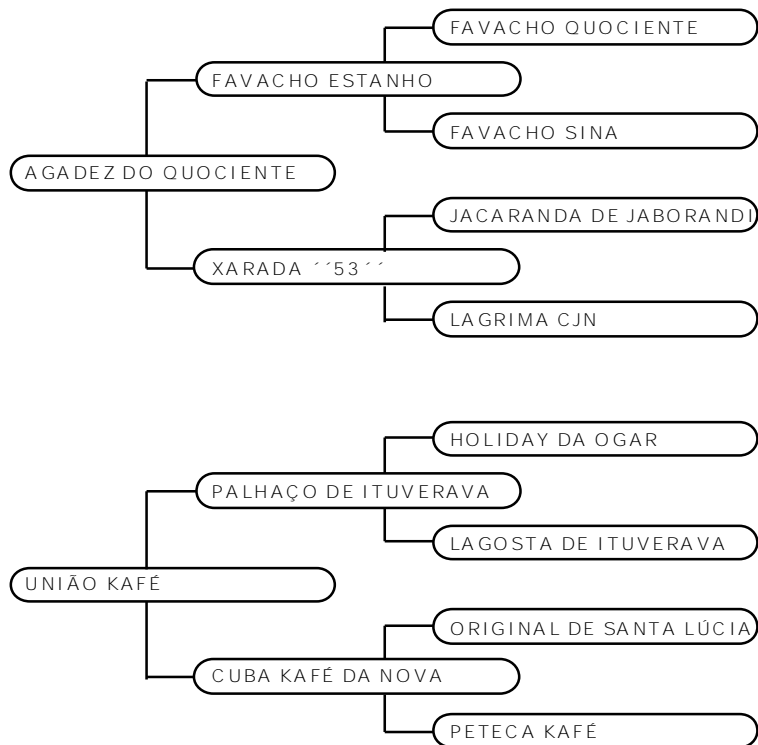 FAVACHO QUOCIENTE
FAVACHO ESTANHO
FAVACHO SINA
AGADEZ DO QUOCIENTE
JACARANDA DE JABORANDI
XARADA ´´53´´
LAGRIMA CJN
HOLIDAY DA OGAR
PALHAÇO DE ITUVERAVA
LAGOSTA DE ITUVERAVA
UNIÃO KAFÉ
ORIGINAL DE SANTA LÚCIA
CUBA KAFÉ DA NOVA
PETECA KAFÉ